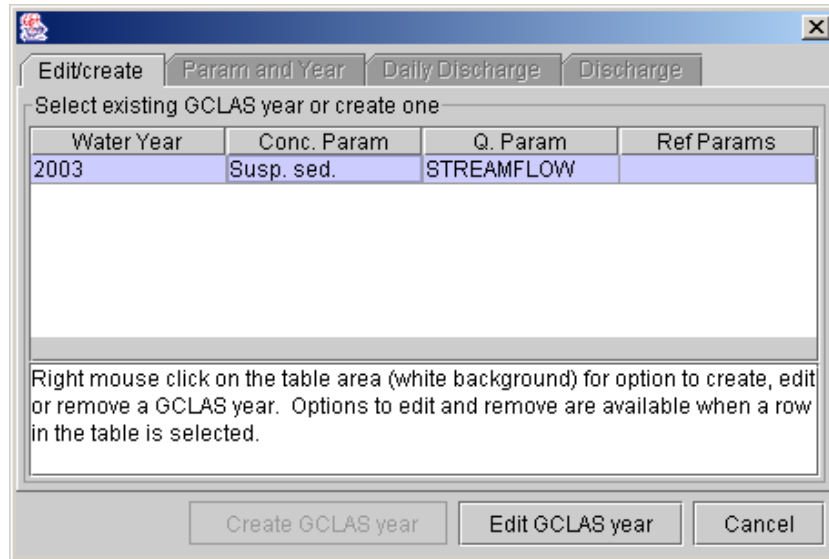 Edit/create Param and Year Daily Discharge Discharge
Select existing GCLAS year or create one
Water Year Conc. Param Q. Param Ref Params
2003 Susp. sed. STREAMFLOW
Right mouse click on the table area (white background) for option to create, edit
or remove a GCLAS year. Options to edit and remove are available when a row
in the table is selected.
Create GCLAS year Edit GCLAS year Cancel